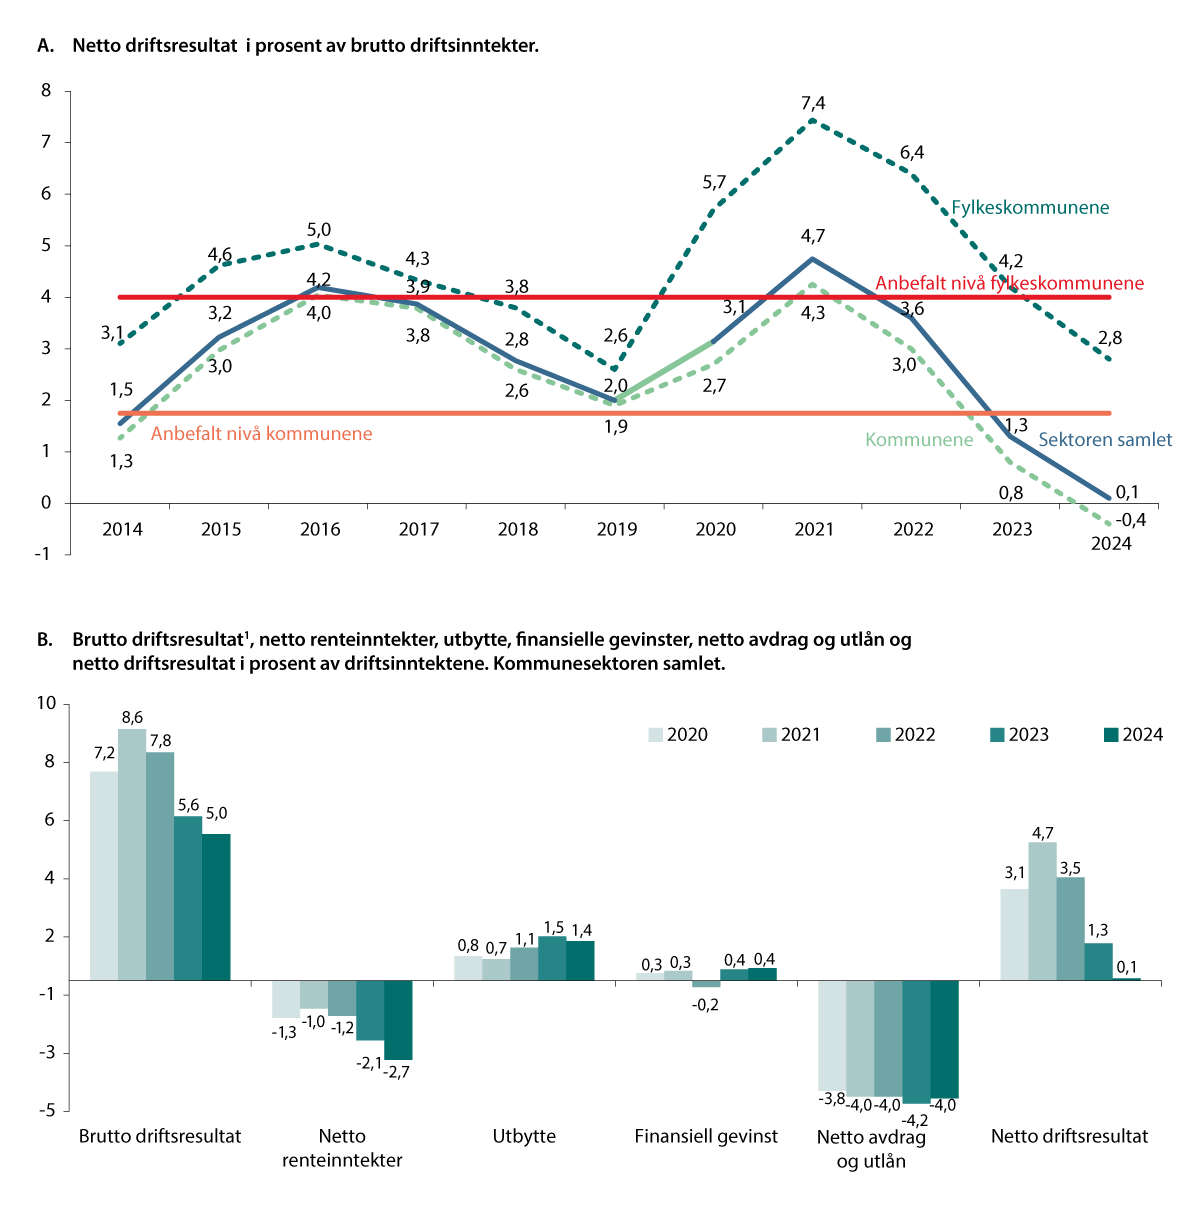 A. Netto driftsresultat i prosent av brutto driftsinntekter.
8
7
6
5
4
3
2
1
0
-1
3,1
4,6
5,0
4,3
3,8
2,6
5,7
7,4
6,4
4,2
2,8
1,5
3,2
4,2
3,9
2,8
2,0
3,1
4,7
3,6
1,3
0,1
1,3
3,0
4,0
3,8
2,6
1,9
2,7
4,3
3,0
0,8
-0,4
Fylkeskommunene
Anbefalt nivå fylkeskommunene
Anbefalt nivå kommunene
Kommunene
Sektoren samlet
2014 2015 2016 2017 2018 2019 2020 2021 2022 2023 2024
B. Brutto driftsresultat¹, netto renteinntekter, utbytte, finansielle gevinster, netto avdrag og utlån og
netto driftsresultat i prosent av driftsinntektene. Kommunesektoren samlet.
10
8
6
4
2
-1
-3
-5
2020 2021 2022 2023 2024
7,2 8,6 7,8 5,6 5,0
-1,3 -1,0 -1,2 -2,1 -2,7
0,8 0,7 1,1 1,5 1,4
0,3 0,3 -0,2 0,4 0,4
-3,8 -4,0 -4,0 -4,2 -4,0
3,1 4,7 3,5 1,3 0,1
Brutto driftsresultat
Netto
renteinntekter
Utbytte
Finansiell gevinst
Netto avdrag
og utlån
Netto driftsresultat